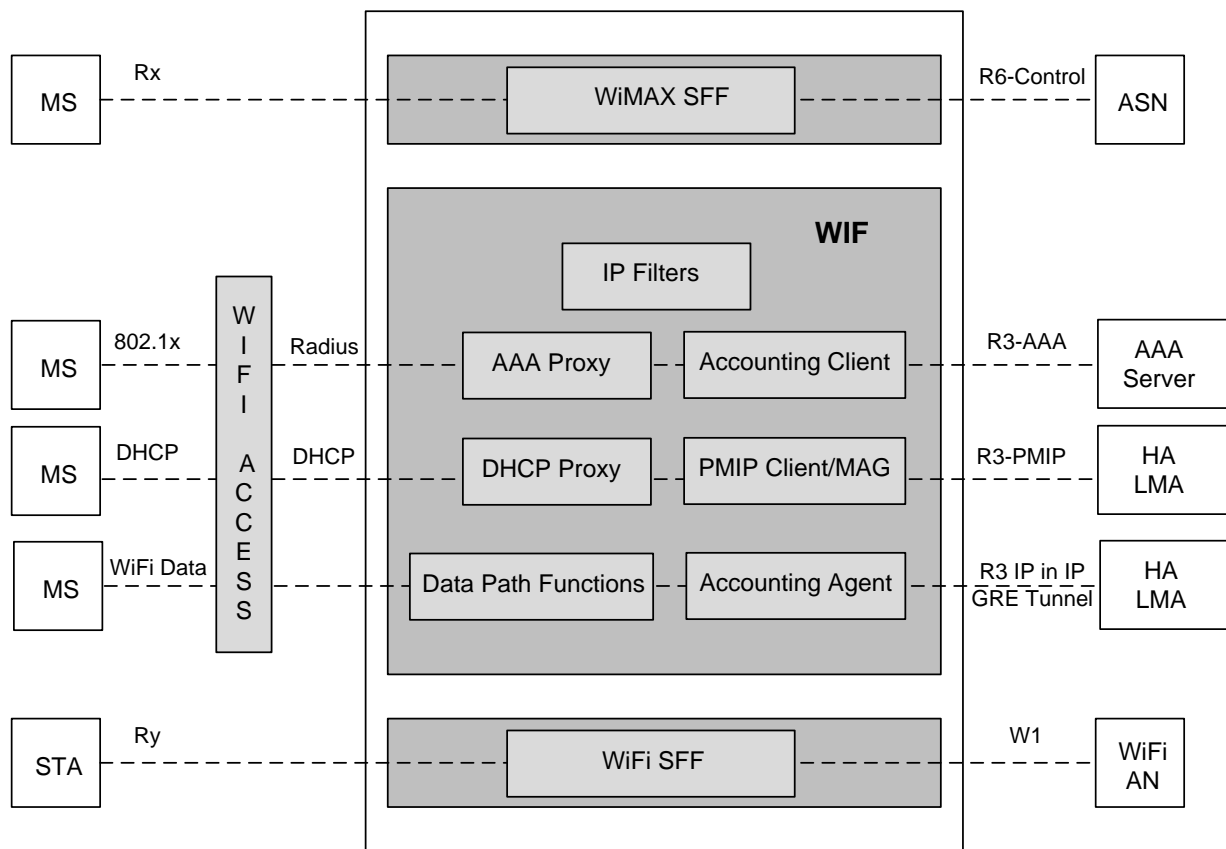 Rx
R6-Control
MS
WiMAX SFF
ASN
WIF
IP Filters
802.1x
Radius
R3-AAA
MS
AAA Proxy
Accounting Client
AAA
Server
WIFI ACCESS
DHCP
DHCP
R3-PMIP
MS
DHCP Proxy
PMIP Client/MAG
HA
LMA
WiFi Data
R3 IP in IP
GRE Tunnel
MS
Data Path Functions
Accounting Agent
HA
LMA
Ry
W1
STA
WiFi SFF
WiFi
AN